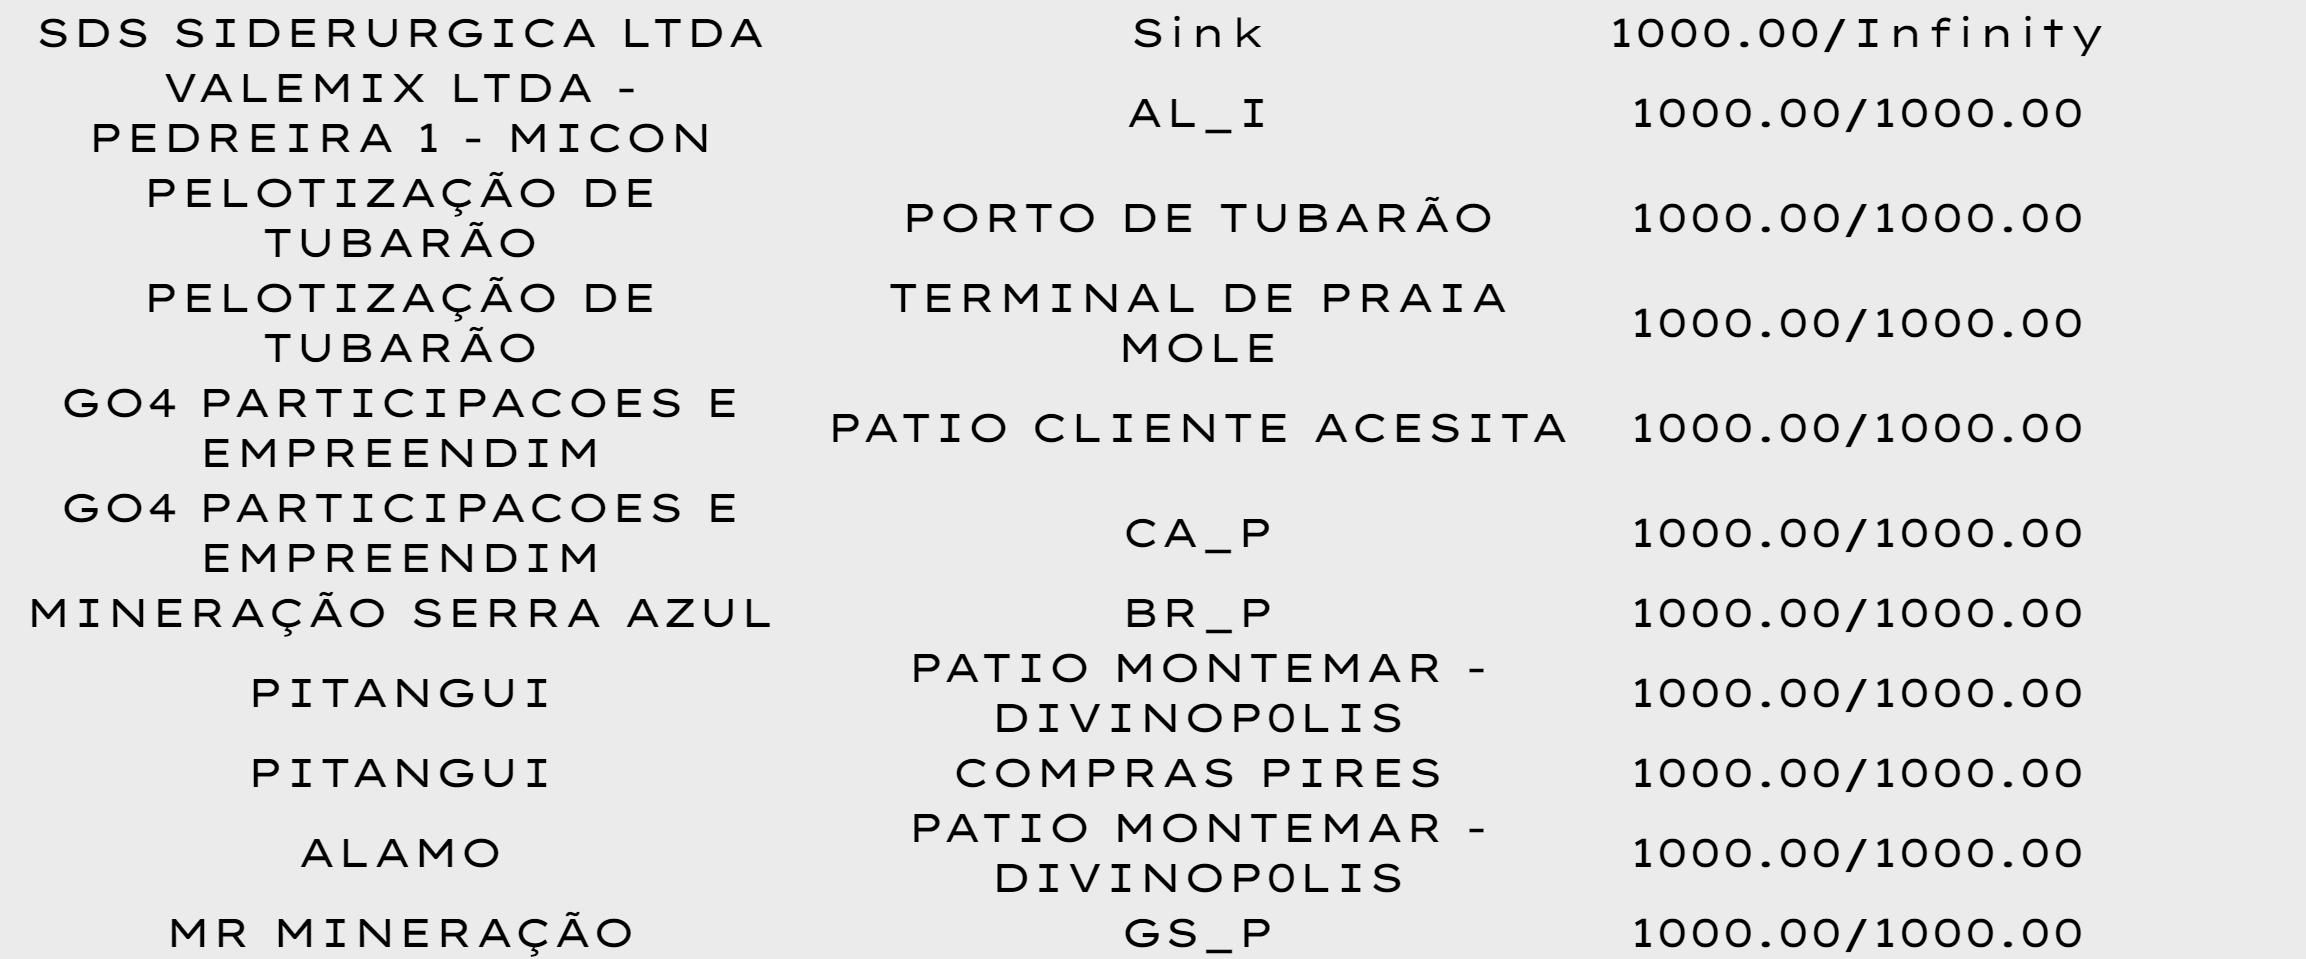 SDS SIDERURGICA LTDA Sink 1000.00/Infinity
VALEMIX LTDA -
PEDREIRA 1 - MICON AL_I 1000.00/1000.00
PELOTIZAÇÃO DE
TUBARÃO PORTO DE TUBARÃO 1000.00/1000.00
PELOTIZAÇÃO DE
TUBARÃO TERMINAL DE PRAIA
MOLE 1000.00/1000.00
GO4 PARTICIPACOES E
EMPREENDIM PATIO CLIENTE ACESITA 1000.00/1000.00
GO4 PARTICIPACOES E
EMPREENDIM CA_P 1000.00/1000.00
MINERAÇÃO SERRA AZUL BR_P 1000.00/1000.00
PITANGUI PATIO MONTEMAR -
DIVINOP0LIS 1000.00/1000.00
PITANGUI COMPRAS PIRES 1000.00/1000.00
ALAMO PATIO MONTEMAR -
DIVINOP0LIS 1000.00/1000.00
MR MINERAÇÃO GS_P 1000.00/1000.00